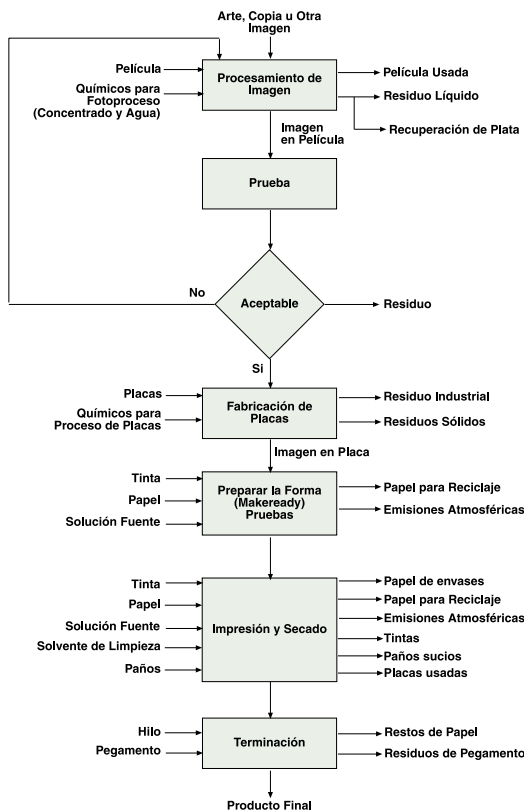 Arte, Copia u Otra
Imagen
Película
Químicos para
Fotoproceso
(Concentrado y Agua)
Procesamiento de
Imagen
Película Usada
Residuo Líquido
Recuperación de Plata
Imagen
en Película
Prueba
No
Aceptable
Residuo
Si
Placas
Químicos para
Proceso de Placas
Fabricación de
Placas
Residuo Industrial
Residuos Sólidos
Imagen en Placa
Tinta
Papel
Solución Fuente
Preparar la Forma
(Makeready)
Pruebas
Papel para Reciclaje
Emisiones Atmosféricas
Tinta
Papel
Solución Fuente
Solvente de Limpieza
Paños
Impresión y Secado
Papel de envases
Papel para Reciclaje
Emisiones Atmosféricas
Tintas
Paños sucios
Placas usadas
Hilo
Pegamento
Terminación
Restos de Papel
Residuos de Pegamento
Producto Final